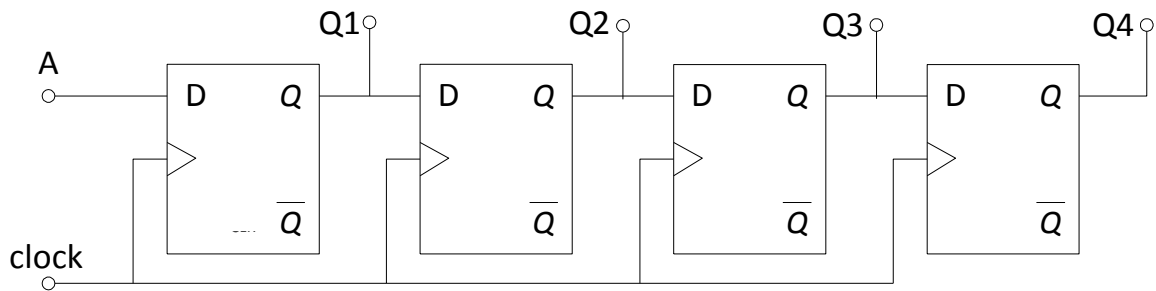 Q1 Q2 Q3 Q4
A
D Q D Q D Q D Q
Q̅ Q̅ Q̅ Q̅
clock